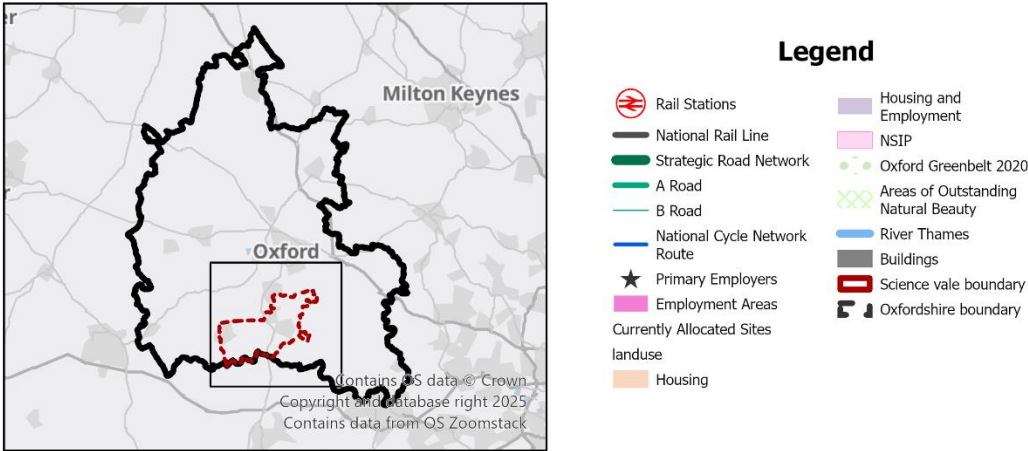 er
Milton Keynes
r
Oxford
Contains OS data © Crown
Copyright and database right 2025
Contains data from OS Zoomstack
Legend
Rail Stations
National Rail Line
Strategic Road Network
A Road
B Road
National Cycle Network
Route
Primary Employers
Employment Areas
Currently Allocated Sites
landuse
Housing
Housing and
Employment
NSIP
Oxford Greenbelt 2020
Areas of Outstanding
Natural Beauty
River Thames
Buildings
Science vale boundary
Oxfordshire boundary